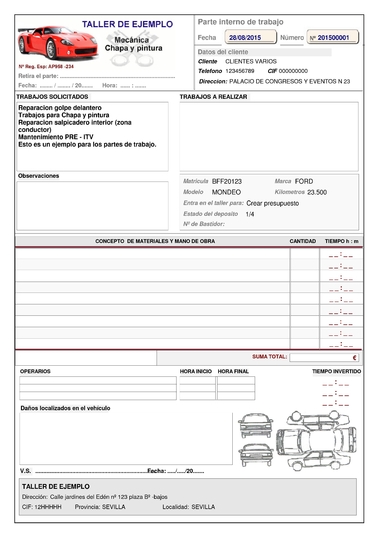 TALLER DE EJEMPLO
Mecánica
Chapa y pintura
Nº Reg. Esp: AP958 -234
Retira el parte: ........................................
Fecha: ....... / ....... / 20...... Hora: ...... : ......
Parte interno de trabajo
Fecha 28/08/2015 Número Nº 201500001
Datos del cliente
Cliente CLIENTES VARIOS
Telefono 123456789 CIF 000000000
Direccion: PALACIO DE CONGRESOS Y EVENTOS N 23
TRABAJOS SOLICITADOS
Reparacion golpe delantero
Trabajos para Chapa y pintura
Reparacion salpicadero interior (zona
conductor)
Mantenimiento PRE - ITV
Esto es un ejemplo para los partes de trabajo.
TRABAJOS A REALIZAR
Observaciones
Matricula BFF20123 Marca FORD
Modelo MONDEO Kilometros 23.500
Entra en el taller para: Crear presupuesto
Estado del deposito 1/4
Nº de Bastidor:
CONCEPTO DE MATERIALES Y MANO DE OBRA CANTIDAD TIEMPO h : m
_ _ : _ _
_ _ : _ _
_ _ : _ _
_ _ : _ _
_ _ : _ _
_ _ : _ _
_ _ : _ _
_ _ : _ _
SUMA TOTAL: €
OPERARIOS HORA INICIO HORA FINAL TIEMPO INVERTIDO
_ _ : _ _
_ _ : _ _
_ _ : _ _
Daños localizados en el vehículo
V.S. ........................................Fecha: ...../...../20.......
TALLER DE EJEMPLO
Dirección: Calle jardines del Edén nº 123 plaza Bª -bajos
CIF: 12HHHHH Provincia: SEVILLA Localidad: SEVILLA